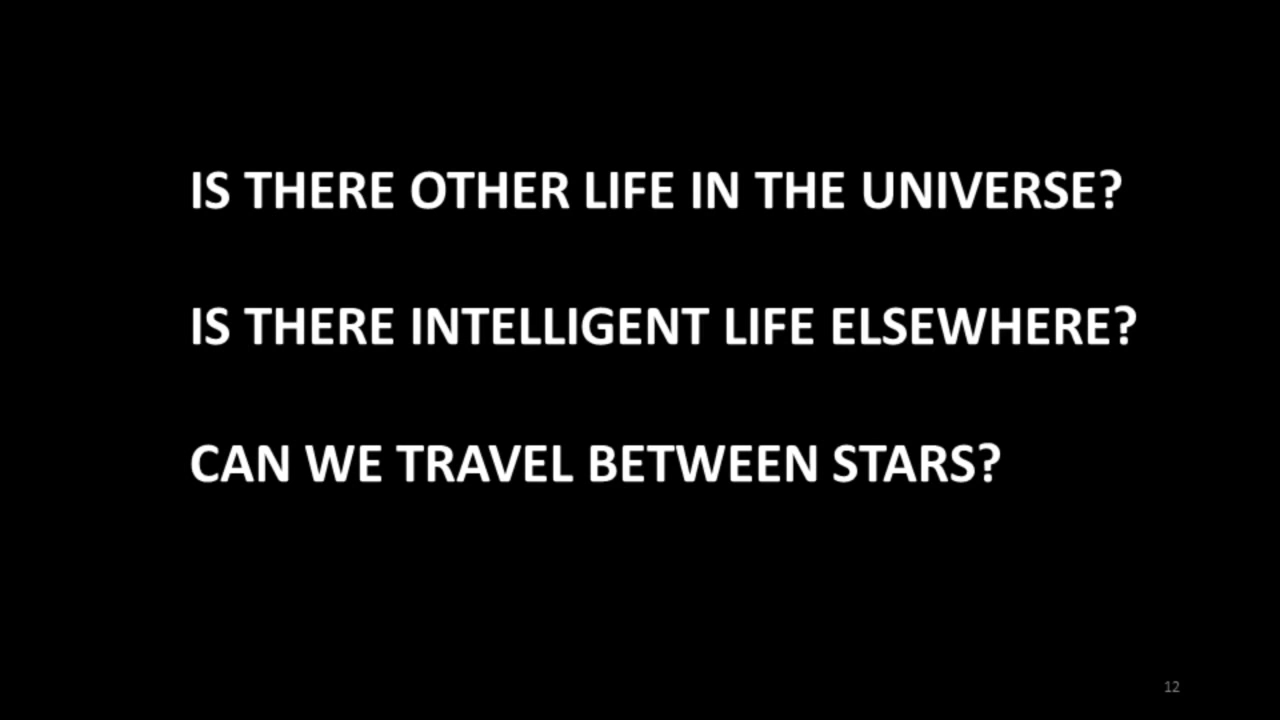 IS THERE OTHER LIFE IN THE UNIVERSE?
IS THERE INTELLIGENT LIFE ELSEWHERE?
CAN WE TRAVEL BETWEEN STARS?
12